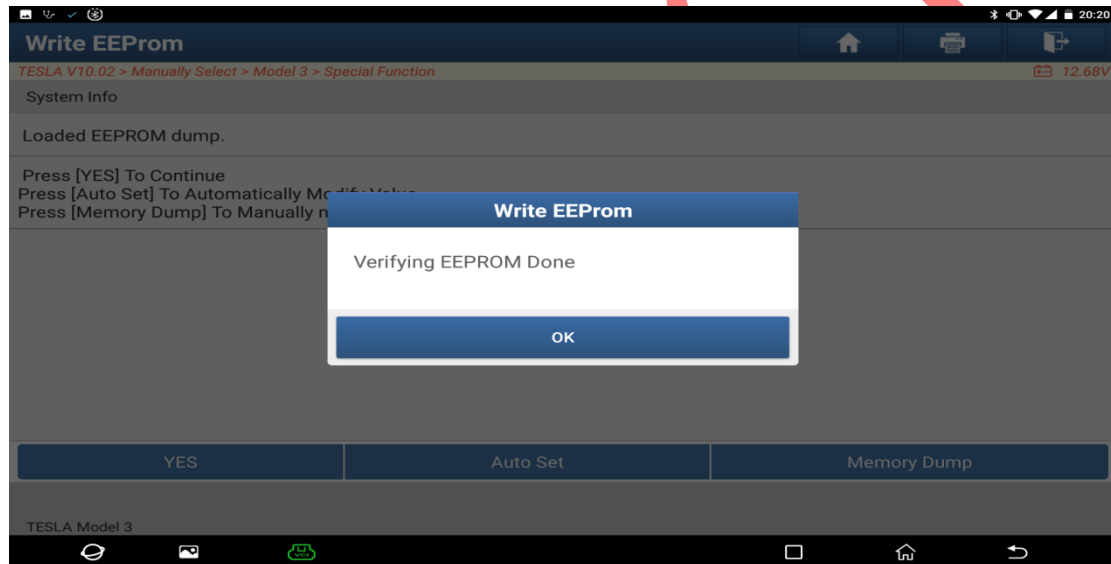 20:20
Write EEProm
TESLA V10.02 > Manually Select > Model 3 > Special Function
12.68V
System Info
Loaded EEPROM dump.
Press [YES] To Continue
Press [Auto Set] To Automatically
Press [Memory Dump] To Manually
Write EEProm
Verifying EEPROM Done
OK
YES
Auto Set
Memory Dump
TESLA Model 3
VCI